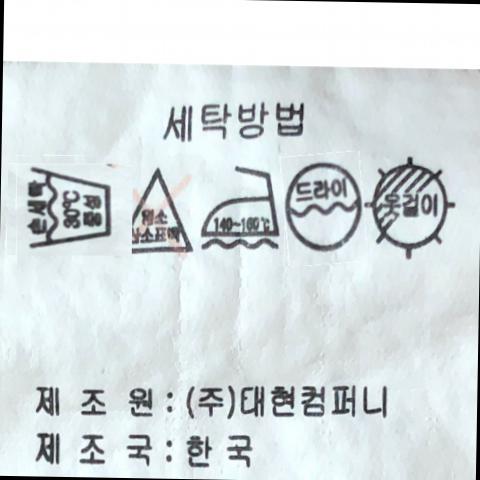 세탁방법
손세탁
30℃
중성
염소
산소표백
140~160℃
드라이
옷걸이
제 조 원 : (주)대현컴퍼니
제 조 국 : 한 국